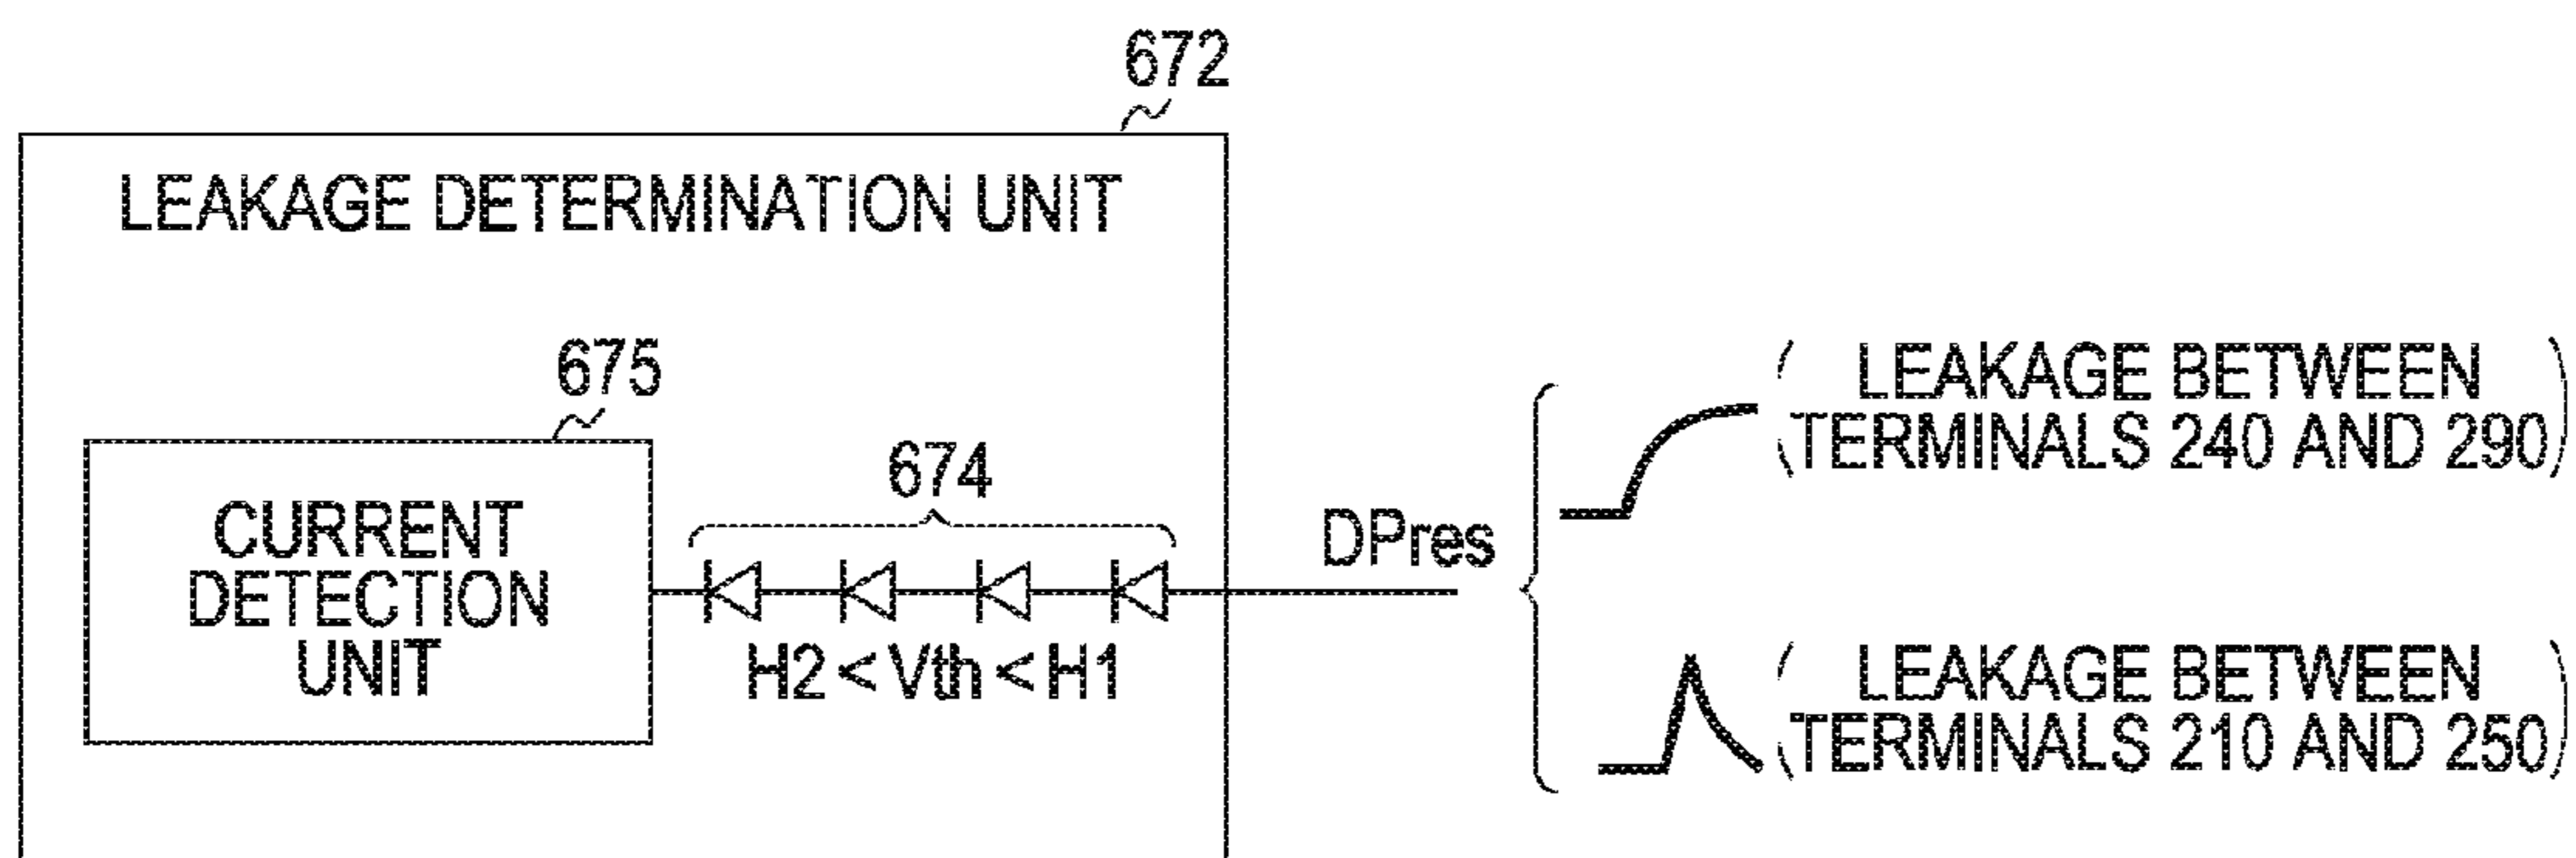 672
LEAKAGE DETERMINATION UNIT
675
CURRENT
DETECTION
UNIT
674
H2 < Vth < H1
DPres
(LEAKAGE BETWEEN
TERMINALS 240 AND 290)
(LEAKAGE BETWEEN
TERMINALS 210 AND 250)